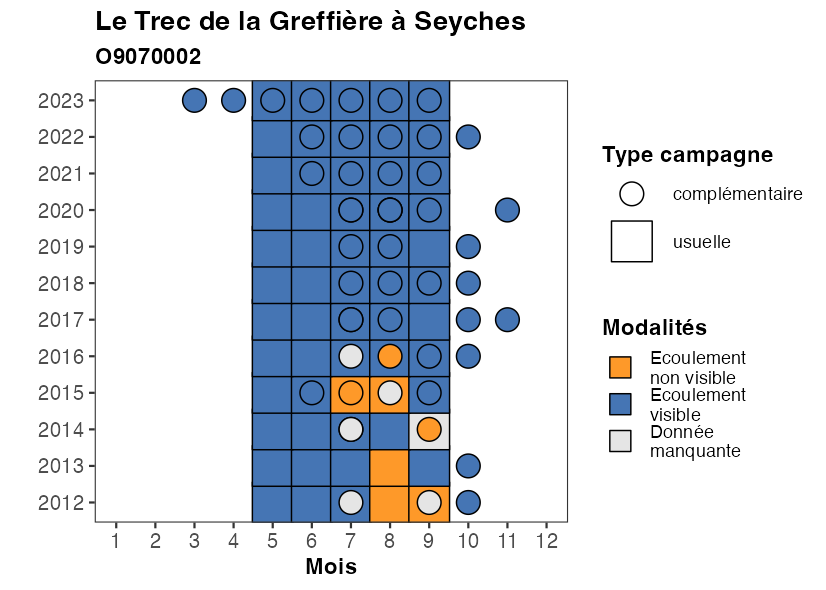 Le Trec de la Greffière à Seyches
O9070002
2023
2022
2021
2020
2019
2018
2017
2016
2015
2014
2013
2012
1 2 3 4 5 6 7 8 9 10 11 12
Mois
Type campagne
complémentaire
usuelle
Modalités
Ecoulement
non visible
Ecoulement
visible
Donnée
manquante